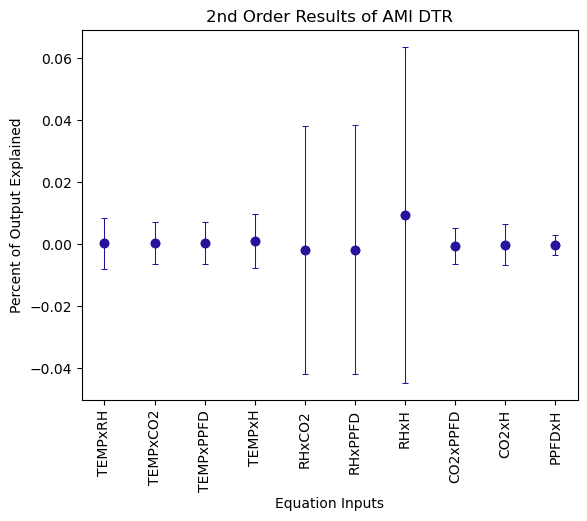 2nd Order Results of AMI DTR
Percent of Output Explained
0.06
0.04
0.02
0.00
−0.02
−0.04
TEMPxRH
TEMPxCO2
TEMPxPPFD
TEMPxH
RHxCO2
RHxPPFD
RHxH
CO2xPPFD
CO2xH
PPFDxH
Equation Inputs